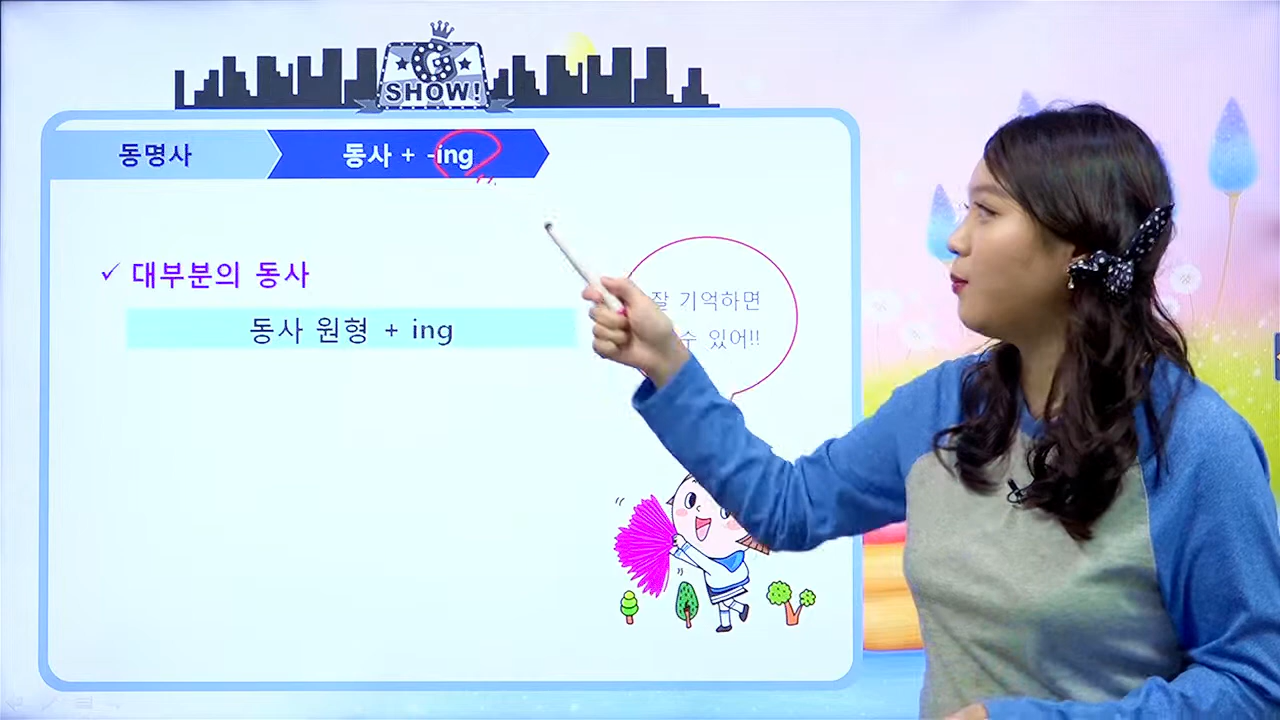 G
SHOW!
동명사
동사 + -ing
✓ 대부분의 동사
동사 원형 + ing
잘 기억하면
수 있어!!